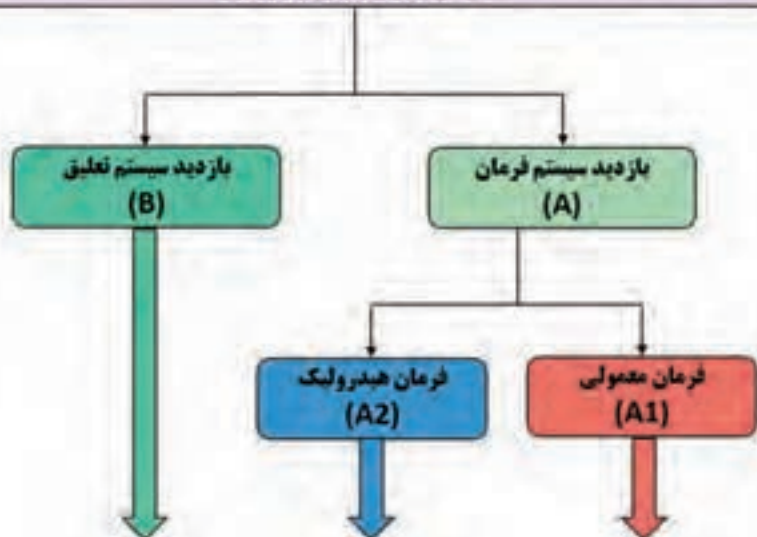 بازدید سیستم فرمان
(A)
بازدید سیستم تعلیق
(B)
فرمان معمولی
(A1)
فرمان هیدرولیک
(A2)